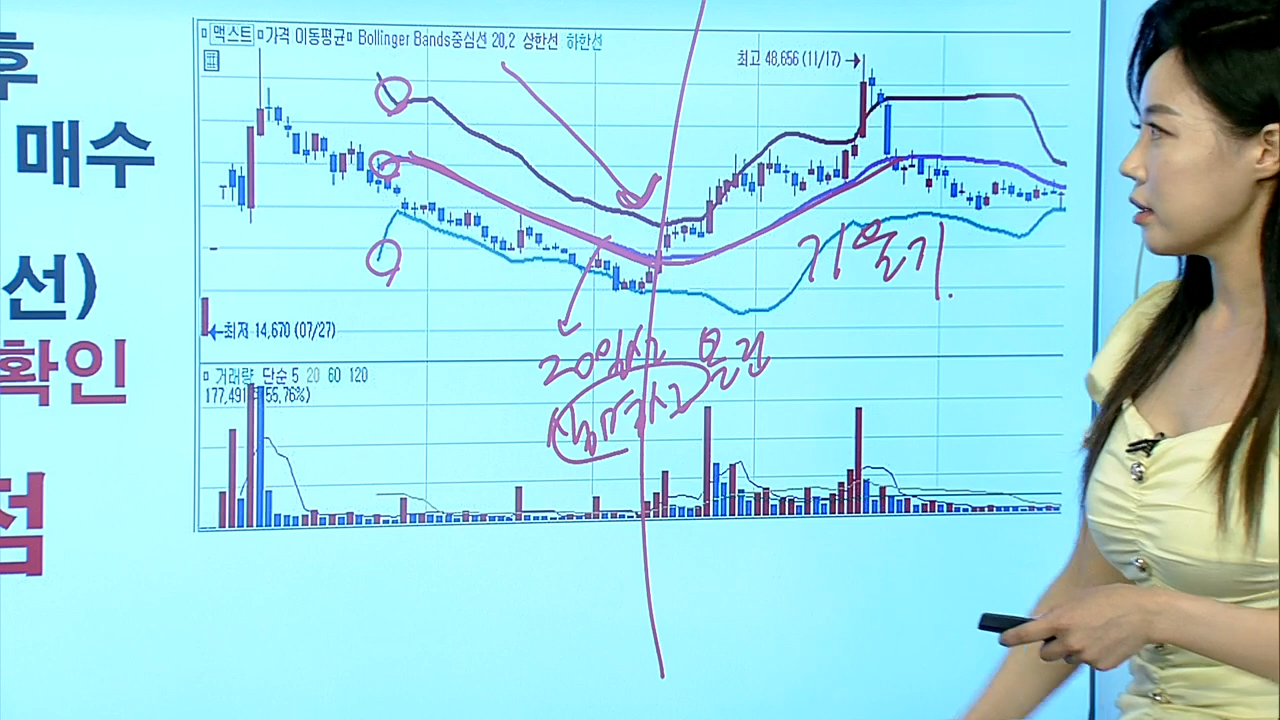 후
매수
선)
확인
점
맥스트 가격 이동평균 Bollinger Bands중심선 20,2 상한선 하한선
최고 48,656 (11/17)→
←최저 14,670 (07/27)
기울기.
20일선
거래량 단순 5 20 60 120
177,491
(55,76%)